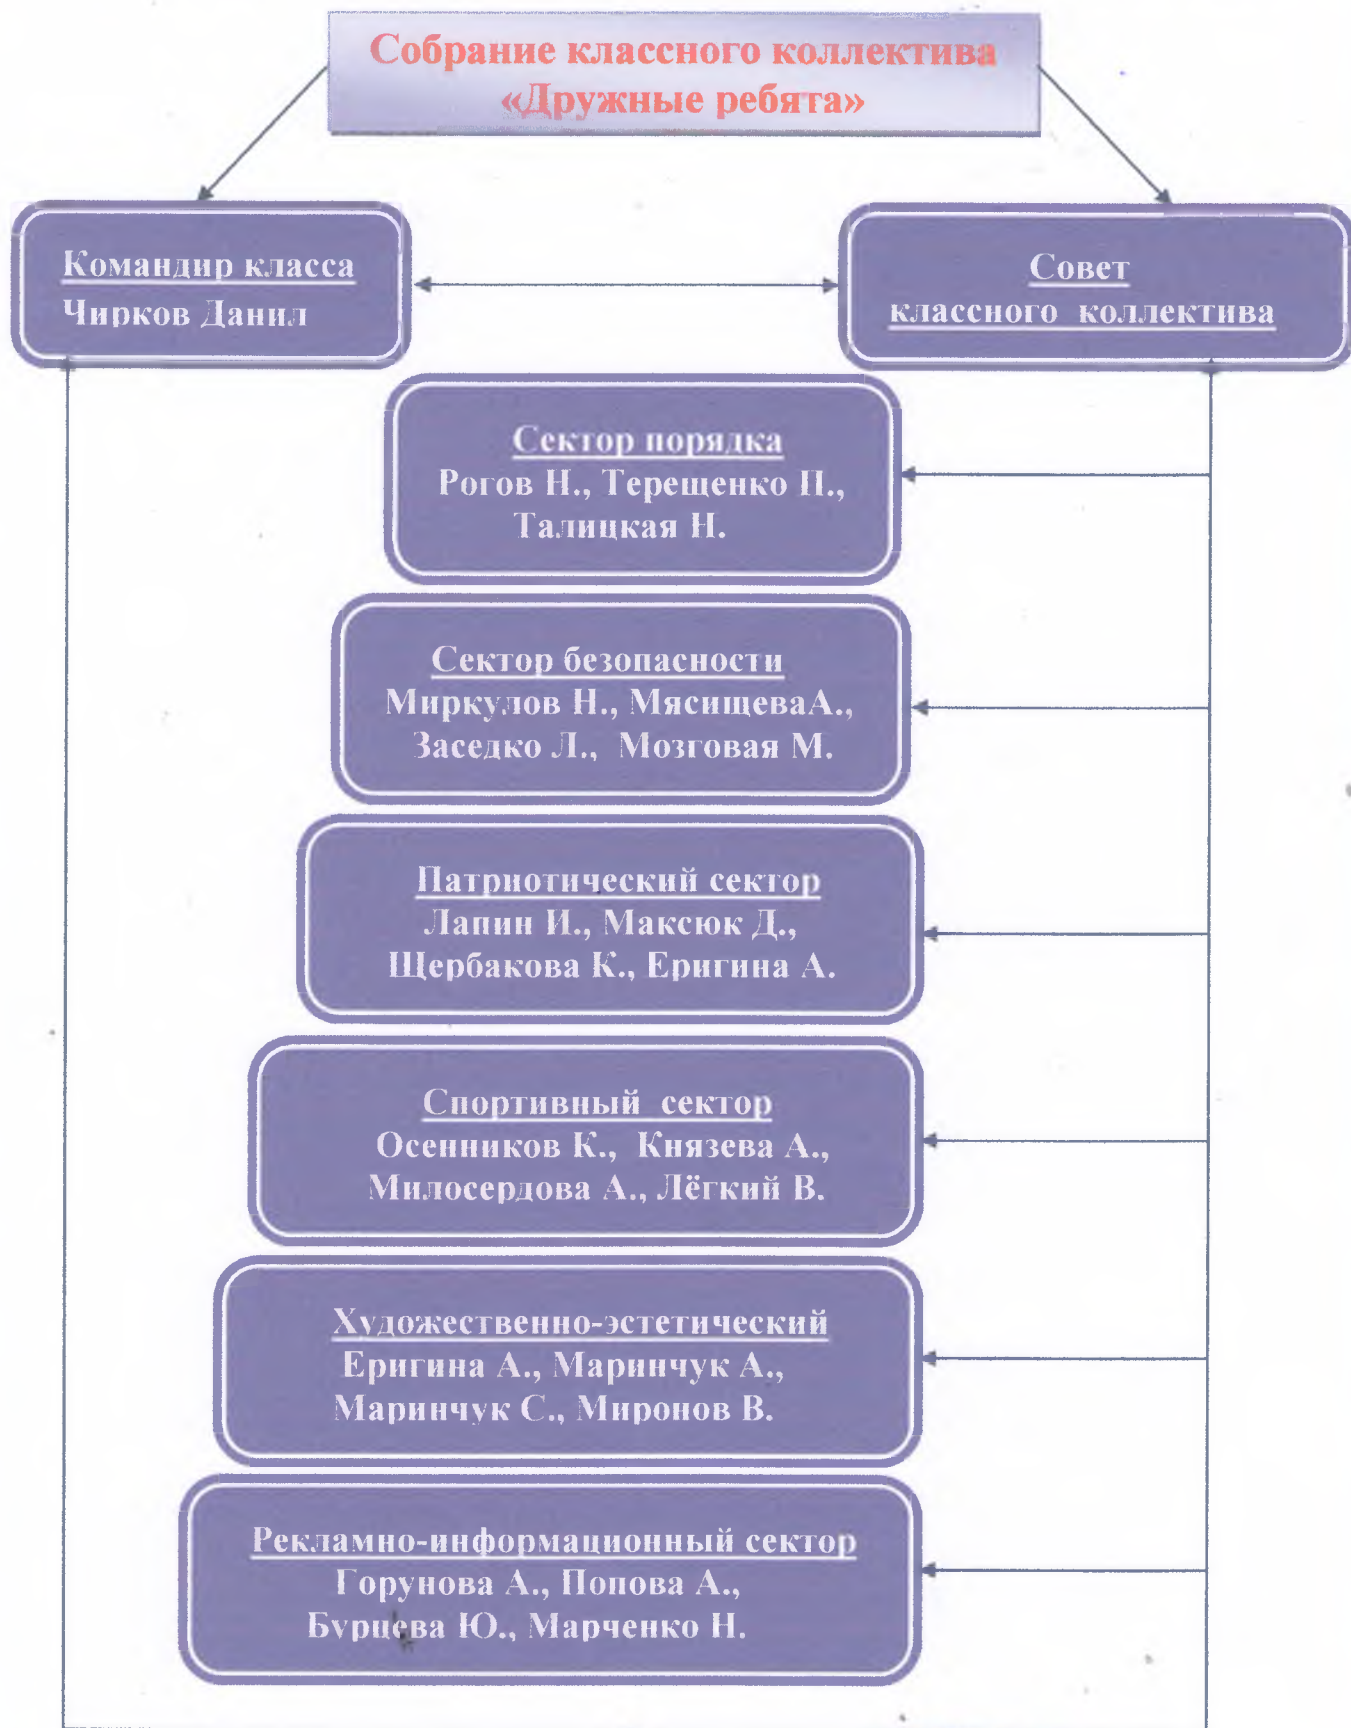 Собрание классного коллектива
«Дружные ребята»
Командир класса
Чирков Данил
Совет
классного коллектива
Сектор порядка
Рогов Н., Терещенко П.,
Талицкая Н.
Сектор безопасности
Миркулов Н., МясищеваА.,
Заседко Л., Мозговая М.
Патриотический сектор
Лапин И., Максюк Д.,
Щербакова К., Еригина А.
Спортивный сектор
Осенников К., Князева А.,
Милосердова А., Лёгкий В.
Художественно-эстетический
Еригина А., Маринчук А.,
Маринчук С., Миронов В.
Рекламно-информационный сектор
Горунова А., Попова А.,
Бурцева Ю., Марченко Н.